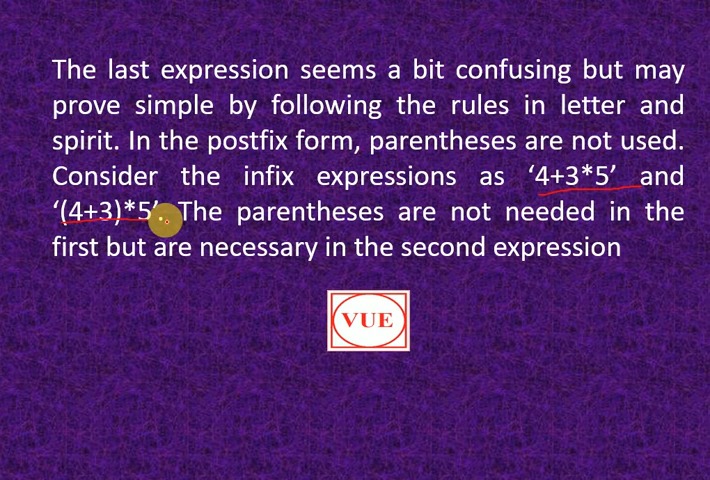 The last expression seems a bit confusing but may
prove simple by following the rules in letter and
spirit. In the postfix form, parentheses are not used.
Consider the infix expressions as ‘4+3*5’ and
‘(4+3)*5’. The parentheses are not needed in the
first but are necessary in the second expression
VUE